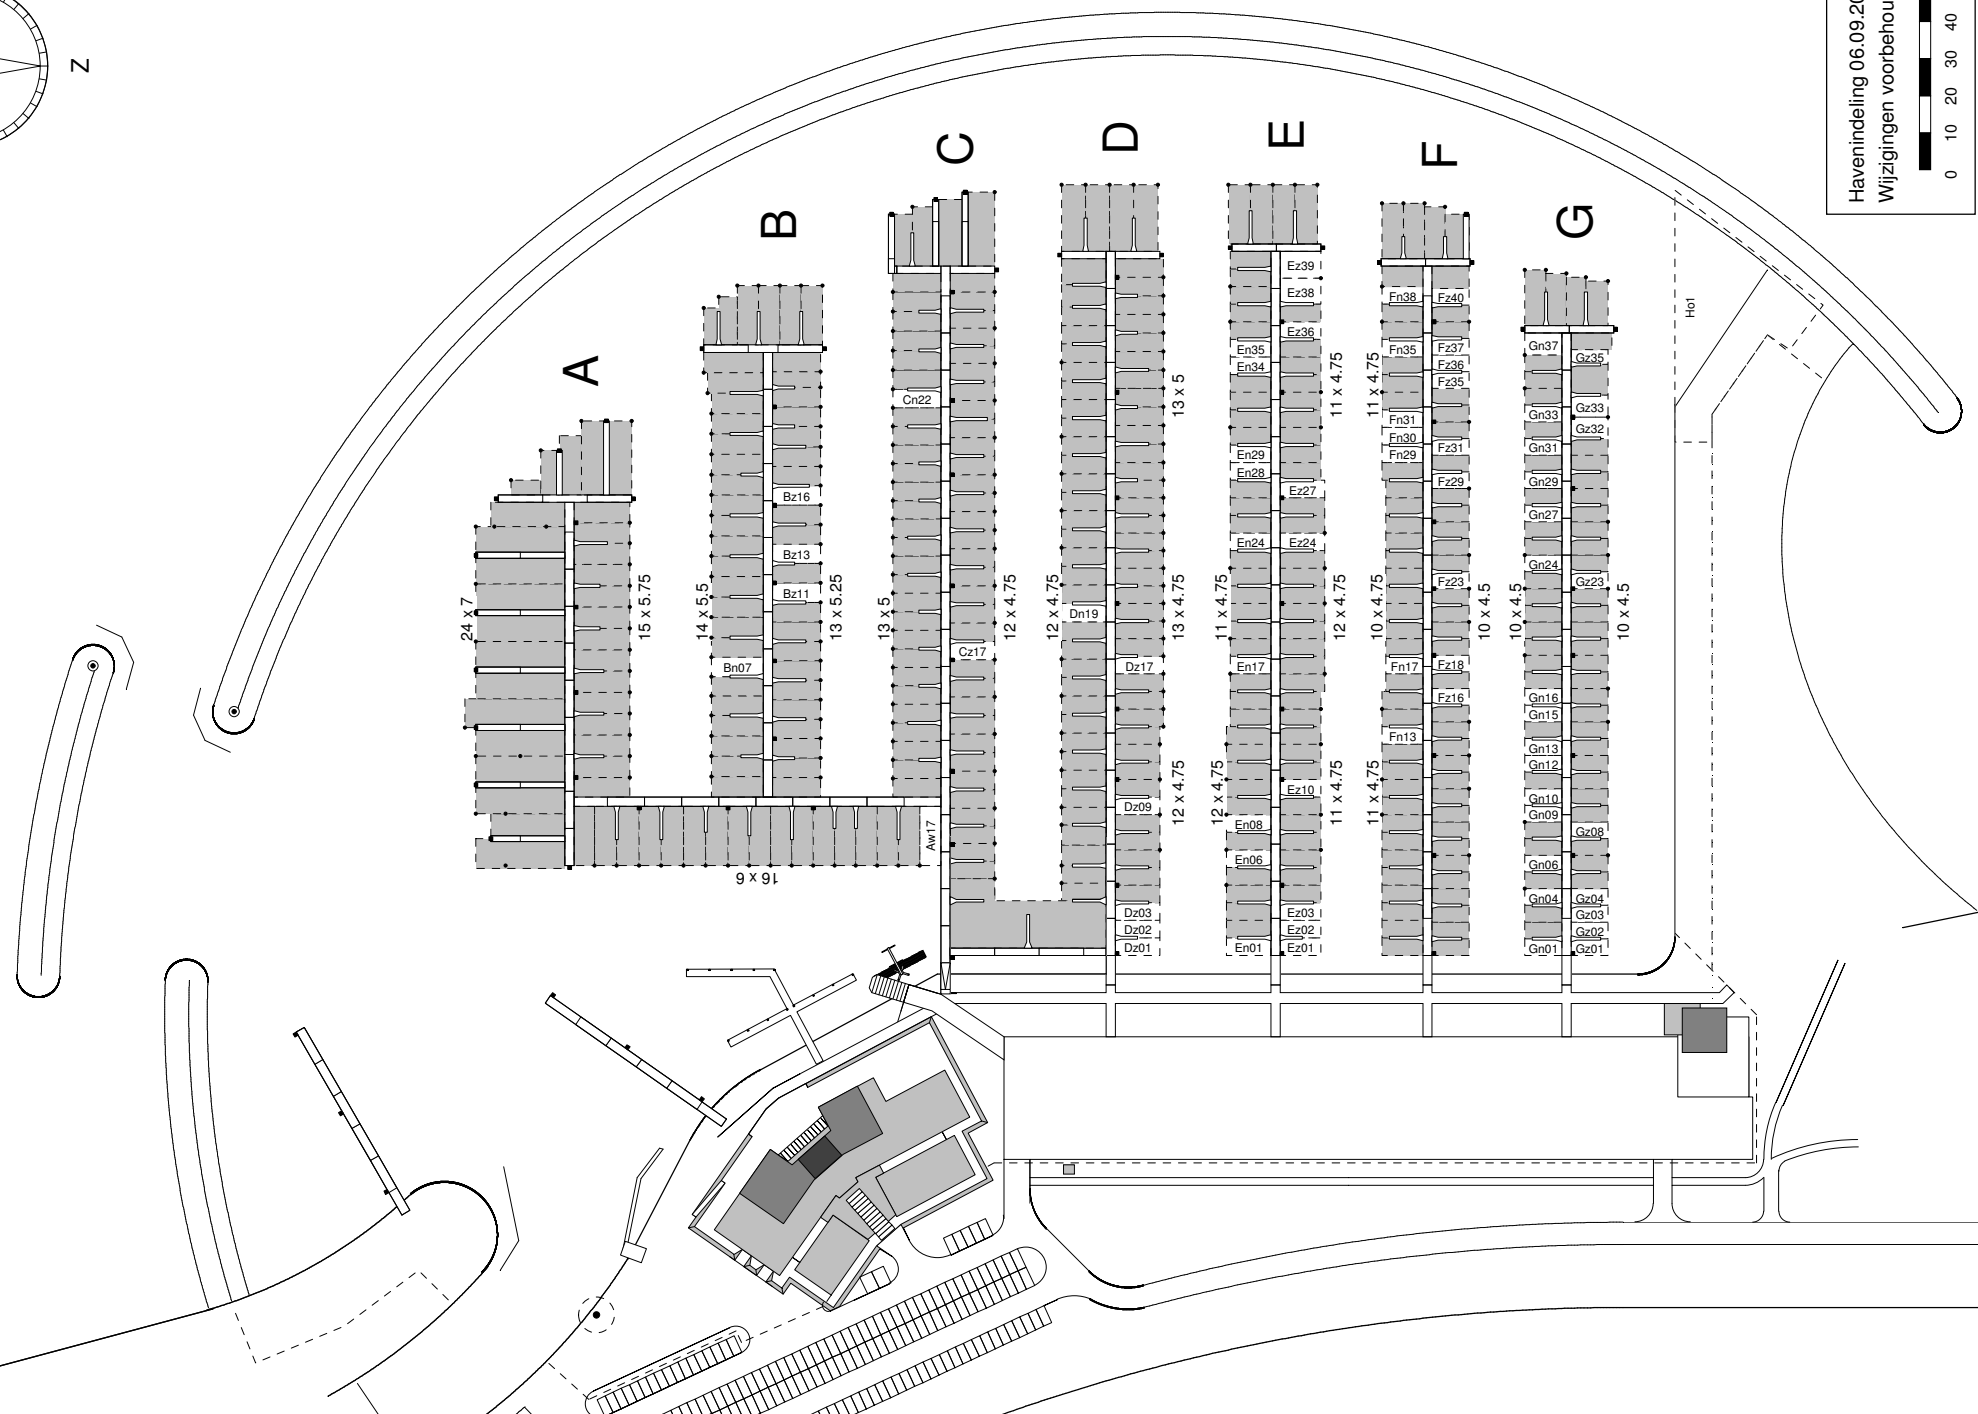 Z
Havenindeling 06.09.20
Wijzigingen voorbehou
0 10 20 30 40
A
B
C
D
E
F
G
24 x 7
15 x 5.75
14 x 5.5
13 x 5.25
13 x 5
12 x 4.75
12 x 4.75
13 x 4.75
13 x 5
12 x 4.75
11 x 4.75
12 x 4.75
11 x 4.75
12 x 4.75
11 x 4.75
10 x 4.75
11 x 4.75
11 x 4.75
10 x 4.5
10 x 4.5
10 x 4.5
16 x 6
Aw17
Bn07
Bz16
Bz13
Bz11
Cn22
Cz17
Dn19
Dz17
Dz09
Dz03
Dz02
Dz01
En35
En34
En29
En28
En24
En17
En08
En06
En01
Ez39
Ez38
Ez36
Ez27
Ez24
Ez10
Ez03
Ez02
Ez01
Fn38
Fn35
Fn31
Fn30
Fn29
Fn17
Fn13
Fz40
Fz37
Fz36
Fz35
Fz31
Fz29
Fz23
Fz18
Fz16
Gn37
Gn33
Gn31
Gn29
Gn27
Gn24
Gn16
Gn15
Gn13
Gn12
Gn10
Gn09
Gn06
Gn04
Gn01
Gz35
Gz33
Gz32
Gz23
Gz08
Gz04
Gz03
Gz02
Gz01
Ho1